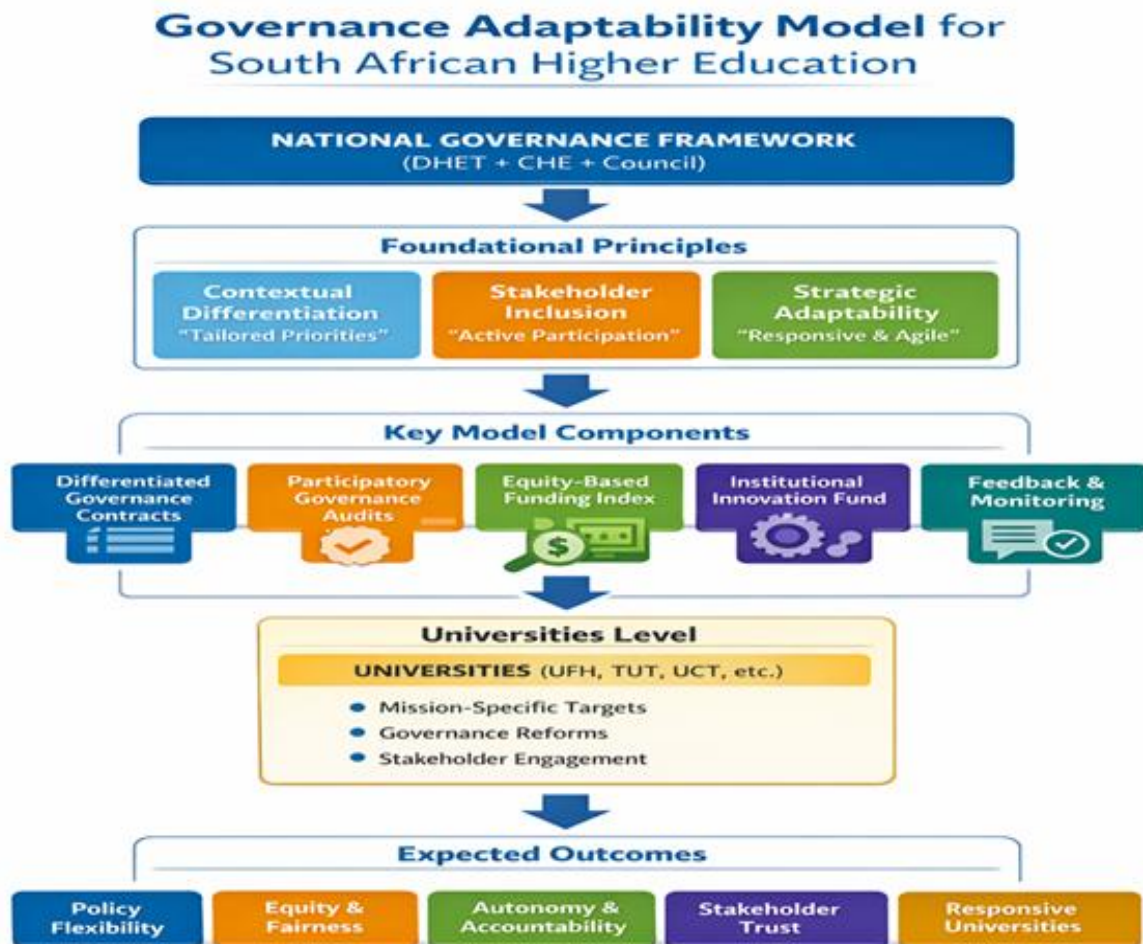 Governance Adaptability Model for
South African Higher Education
NATIONAL GOVERNANCE FRAMEWORK
(DHET + CHE + Council)
Foundational Principles
Contextual
Differentiation
"Tailored Priorities"
Stakeholder
Inclusion
"Active Participation"
Strategic
Adaptability
"Responsive & Agile"
Key Model Components
Differentiated
Governance
Contracts
Participatory
Governance
Audits
Equity-Based
Funding Index
$
Institutional
Innovation Fund
Feedback &
Monitoring
Universities Level
UNIVERSITIES (UFH, TUT, UCT, etc.)
Mission-Specific Targets
Governance Reforms
Stakeholder Engagement
Expected Outcomes
Policy
Flexibility
Equity &
Fairness
Autonomy &
Accountability
Stakeholder
Trust
Responsive
Universities